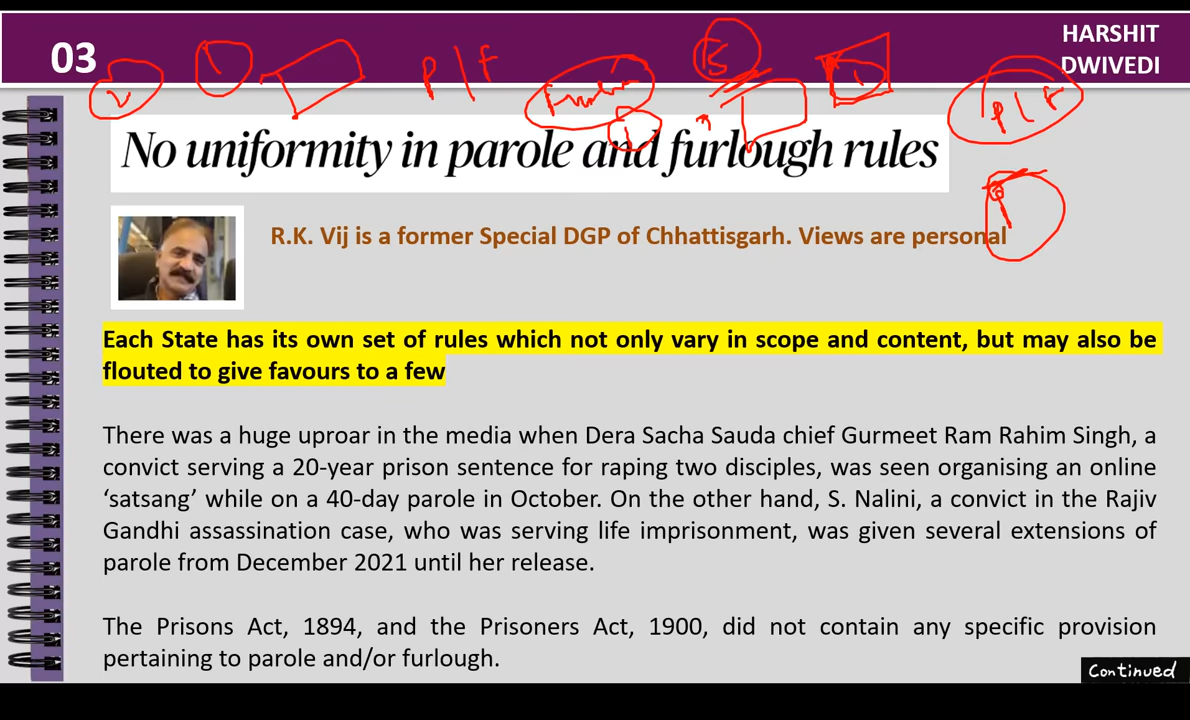 03
HARSHIT
DWIVEDI
2 1 P/F 5 1 P/F
1
No uniformity in parole and furlough rules
R.K. Vij is a former Special DGP of Chhattisgarh. Views are personal
Each State has its own set of rules which not only vary in scope and content, but may also be
flouted to give favours to a few
There was a huge uproar in the media when Dera Sacha Sauda chief Gurmeet Ram Rahim Singh, a
convict serving a 20-year prison sentence for raping two disciples, was seen organising an online
‘satsang’ while on a 40-day parole in October. On the other hand, S. Nalini, a convict in the Rajiv
Gandhi assassination case, who was serving life imprisonment, was given several extensions of
parole from December 2021 until her release.
The Prisons Act, 1894, and the Prisoners Act, 1900, did not contain any specific provision
pertaining to parole and/or furlough.
Continued